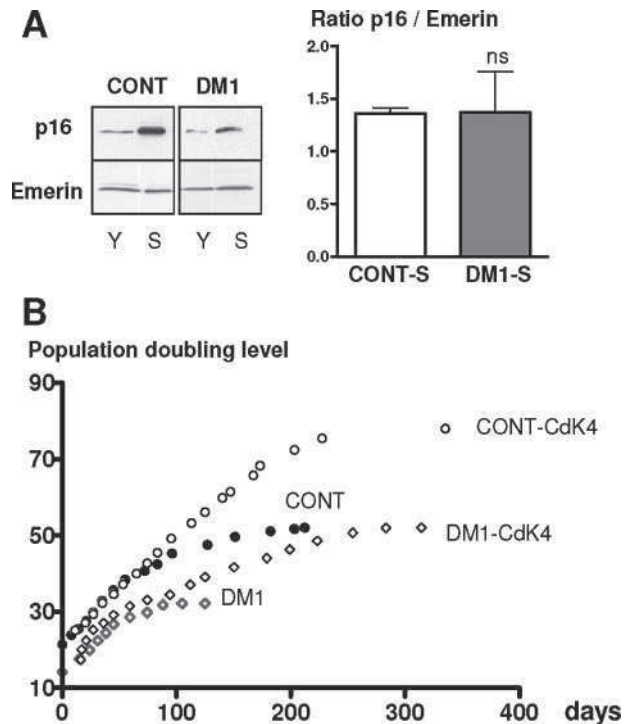 A
CONT DM1
p16
Emerin
Y S Y S
Ratio p16 / Emerin
2.0
ns
1.5
1.0
0.5
0.0
CONT-S DM1-S
B
Population doubling level
90
CONT-CdK4
70
CONT
50
DM1-CdK4
DM1
30
10
0 100 200 300 400 days